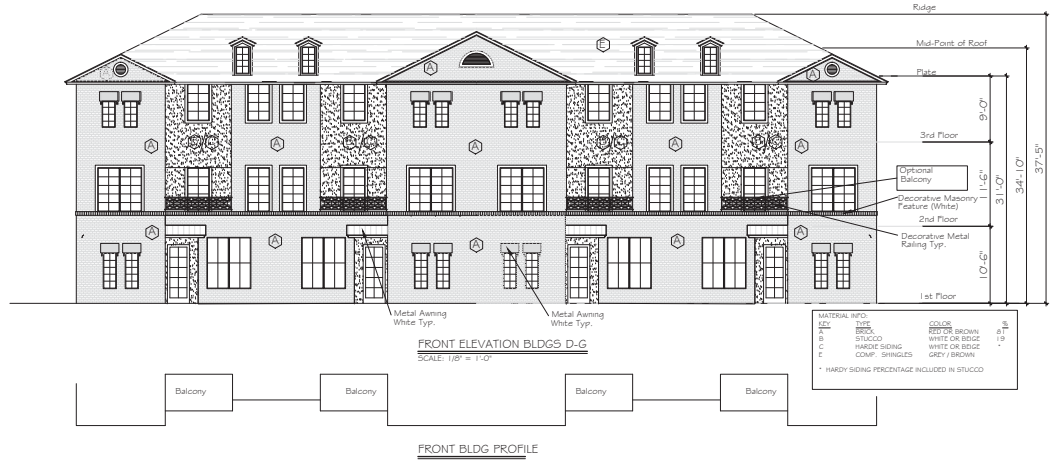 Ridge
Mid-Point of Roof
Plate
3rd Floor
2nd Floor
1st Floor
9'-0"
11'-6"
10'-6"
31'-0"
34'-10"
37'-5"
Optional
Balcony
Decorative Masonry
Feature (White)
Decorative Metal
Railing Typ.
A
E
A
A
A
B/C
A
B/C
A
B/C
A
B/C
A
A
A
A
A
A
Metal Awning
White Typ.
Metal Awning
White Typ.
FRONT ELEVATION BLDGS D-G
SCALE: 1/8" = 1'-0"
MATERIAL INFO:
KEY TYPE COLOR %
A BRICK RED OR BROWN 81
B STUCCO WHITE OR BEIGE 19
C HARDIE SIDING WHITE OR BEIGE *
E COMP. SHINGLES GREY / BROWN
* HARDY SIDING PERCENTAGE INCLUDED IN STUCCO
Balcony
Balcony
Balcony
Balcony
FRONT BLDG PROFILE